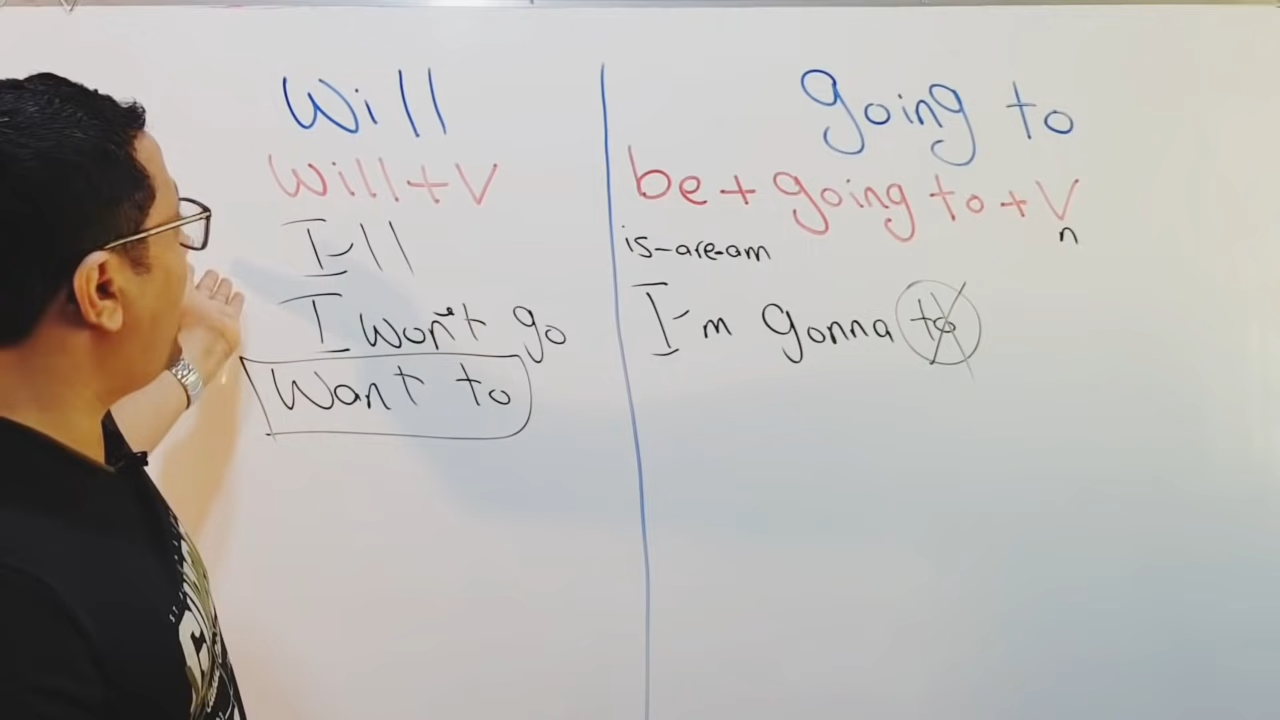 Will
Will+V
I'll
I won't go
Want to
going to
be + going to + V
n
is-are-am
I'm gonna to